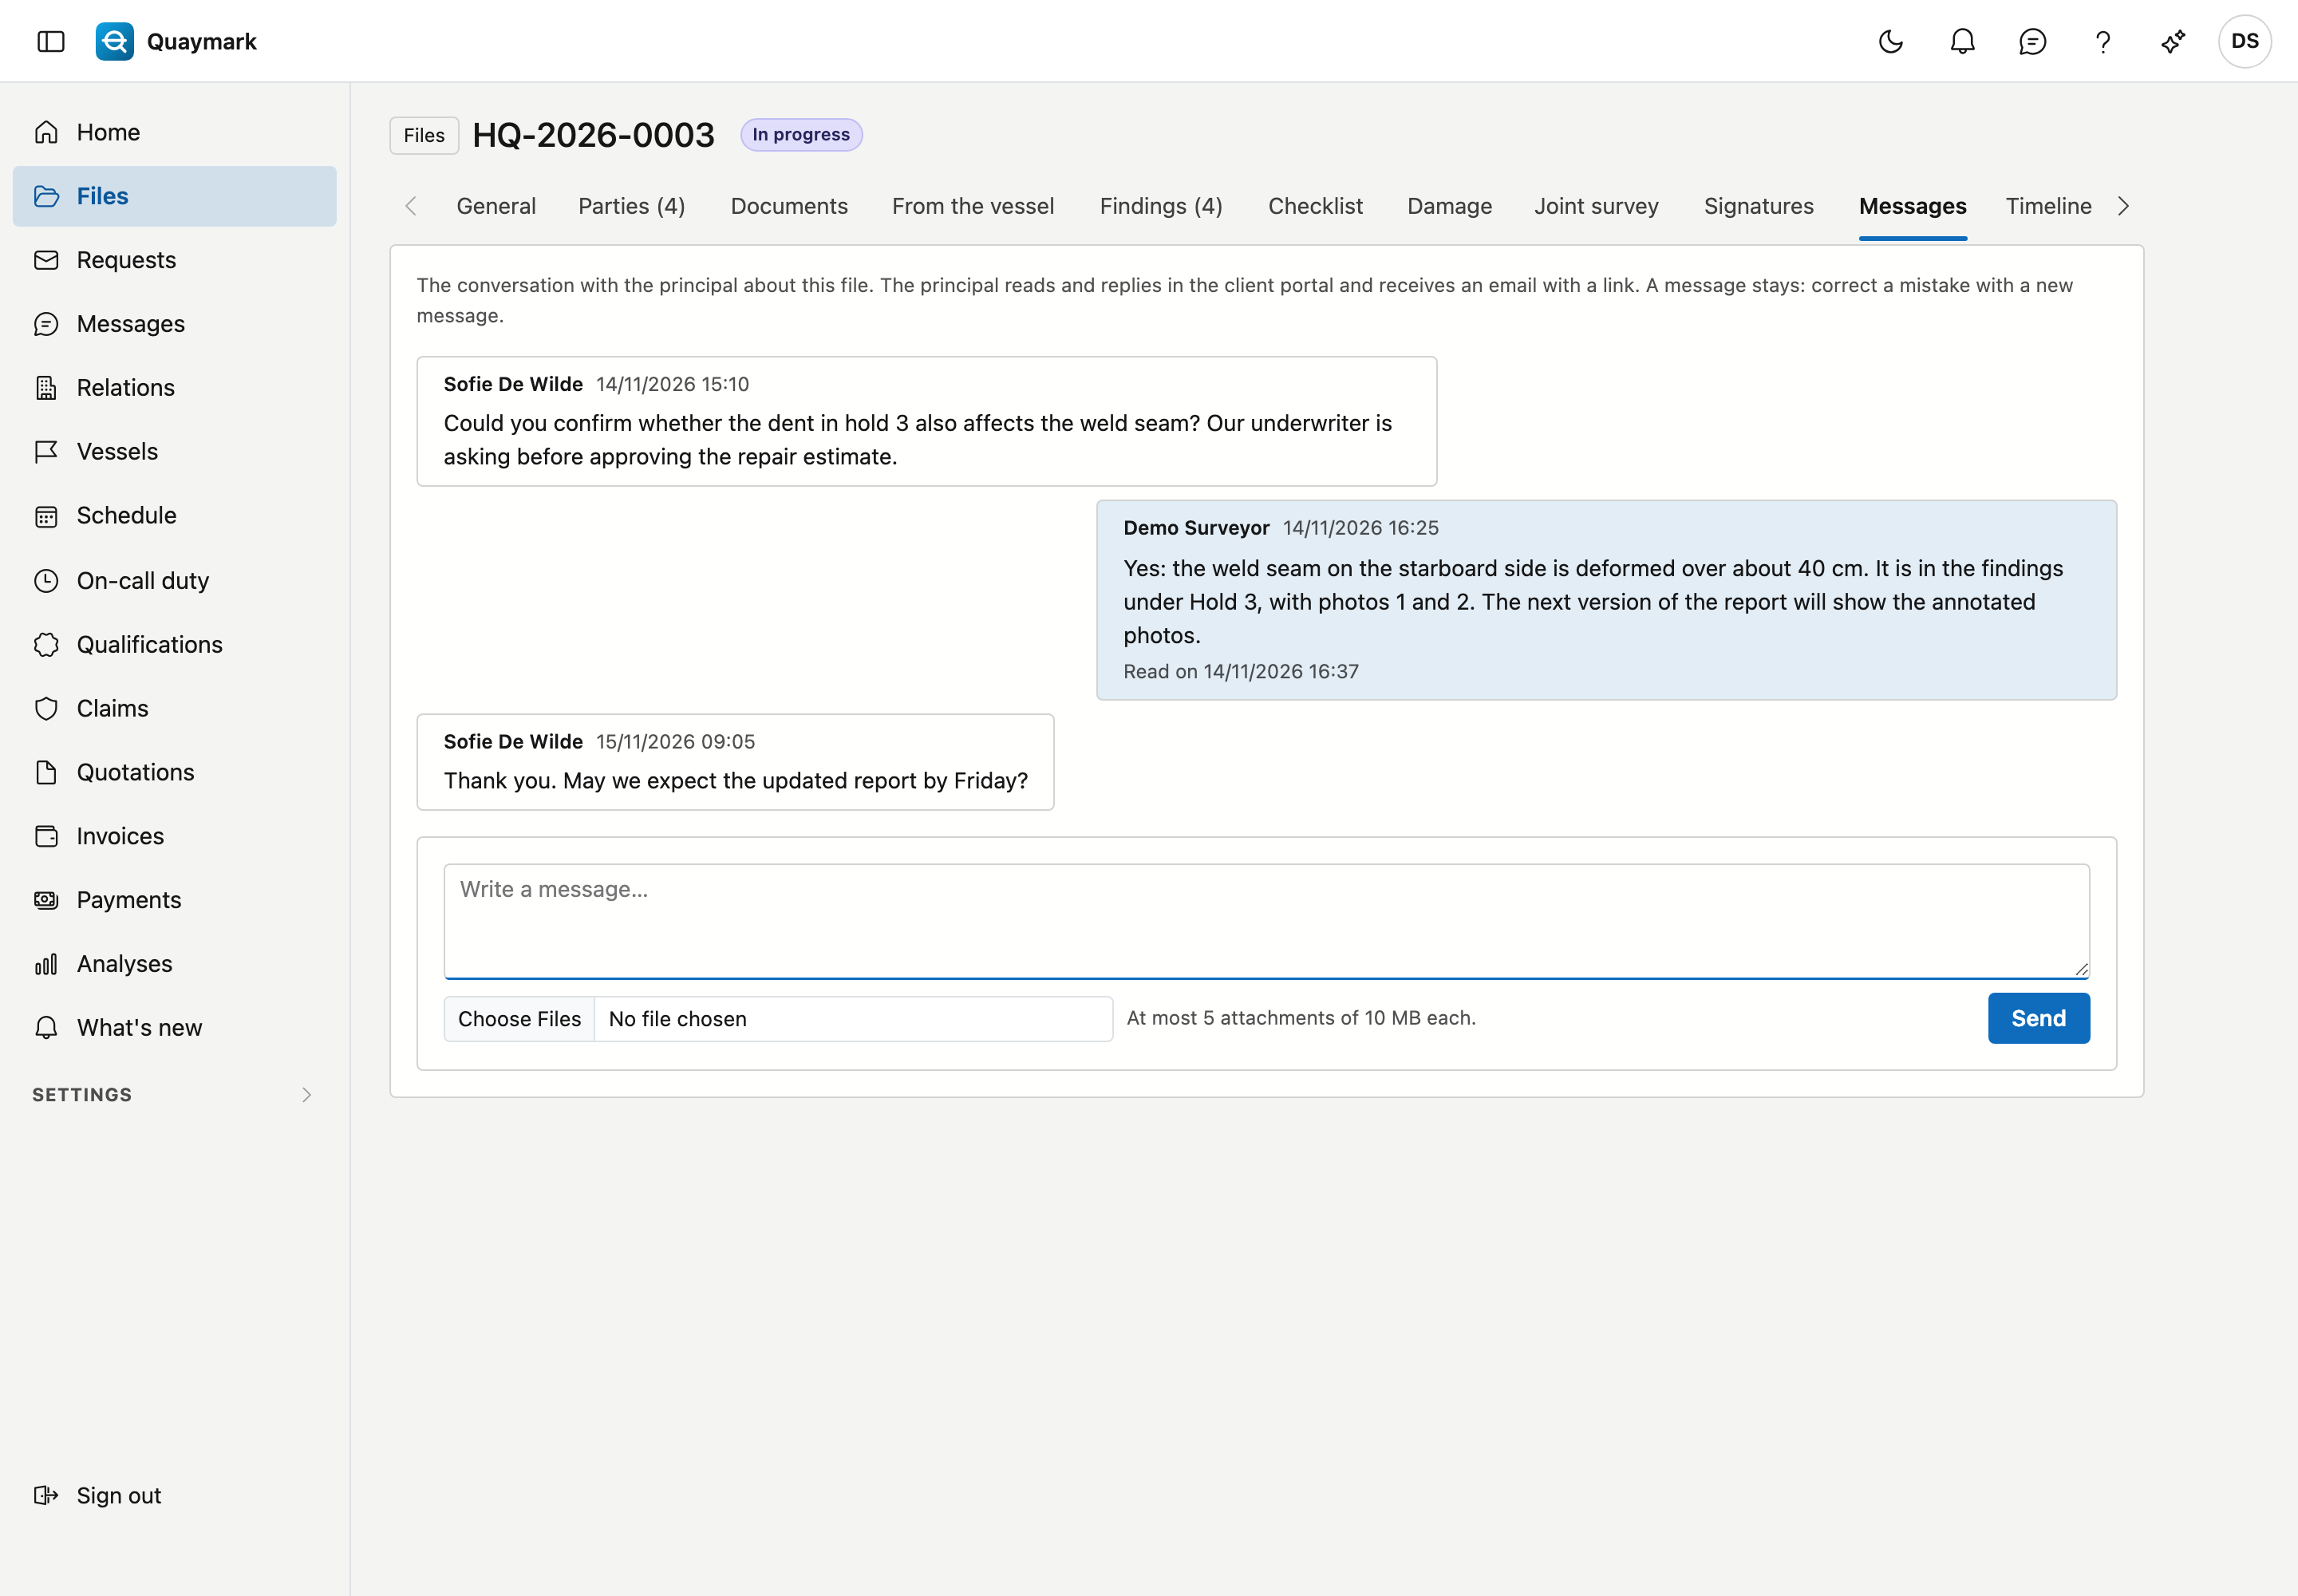 Quaymark
DS
Home
Files
Requests
Messages
Relations
Vessels
Schedule
On-call duty
Qualifications
Claims
Quotations
Invoices
Payments
Analyses
What's new
SETTINGS
Sign out
Files HQ-2026-0003 In progress
General Parties (4) Documents From the vessel Findings (4) Checklist Damage Joint survey Signatures Messages Timeline
The conversation with the principal about this file. The principal reads and replies in the client portal and receives an email with a link. A message stays: correct a mistake with a new
message.
Sofie De Wilde 14/11/2026 15:10
Could you confirm whether the dent in hold 3 also affects the weld seam? Our underwriter is
asking before approving the repair estimate.
Demo Surveyor 14/11/2026 16:25
Yes: the weld seam on the starboard side is deformed over about 40 cm. It is in the findings
under Hold 3, with photos 1 and 2. The next version of the report will show the annotated
photos.
Read on 14/11/2026 16:37
Sofie De Wilde 15/11/2026 09:05
Thank you. May we expect the updated report by Friday?
Write a message...
Choose Files No file chosen At most 5 attachments of 10 MB each. Send